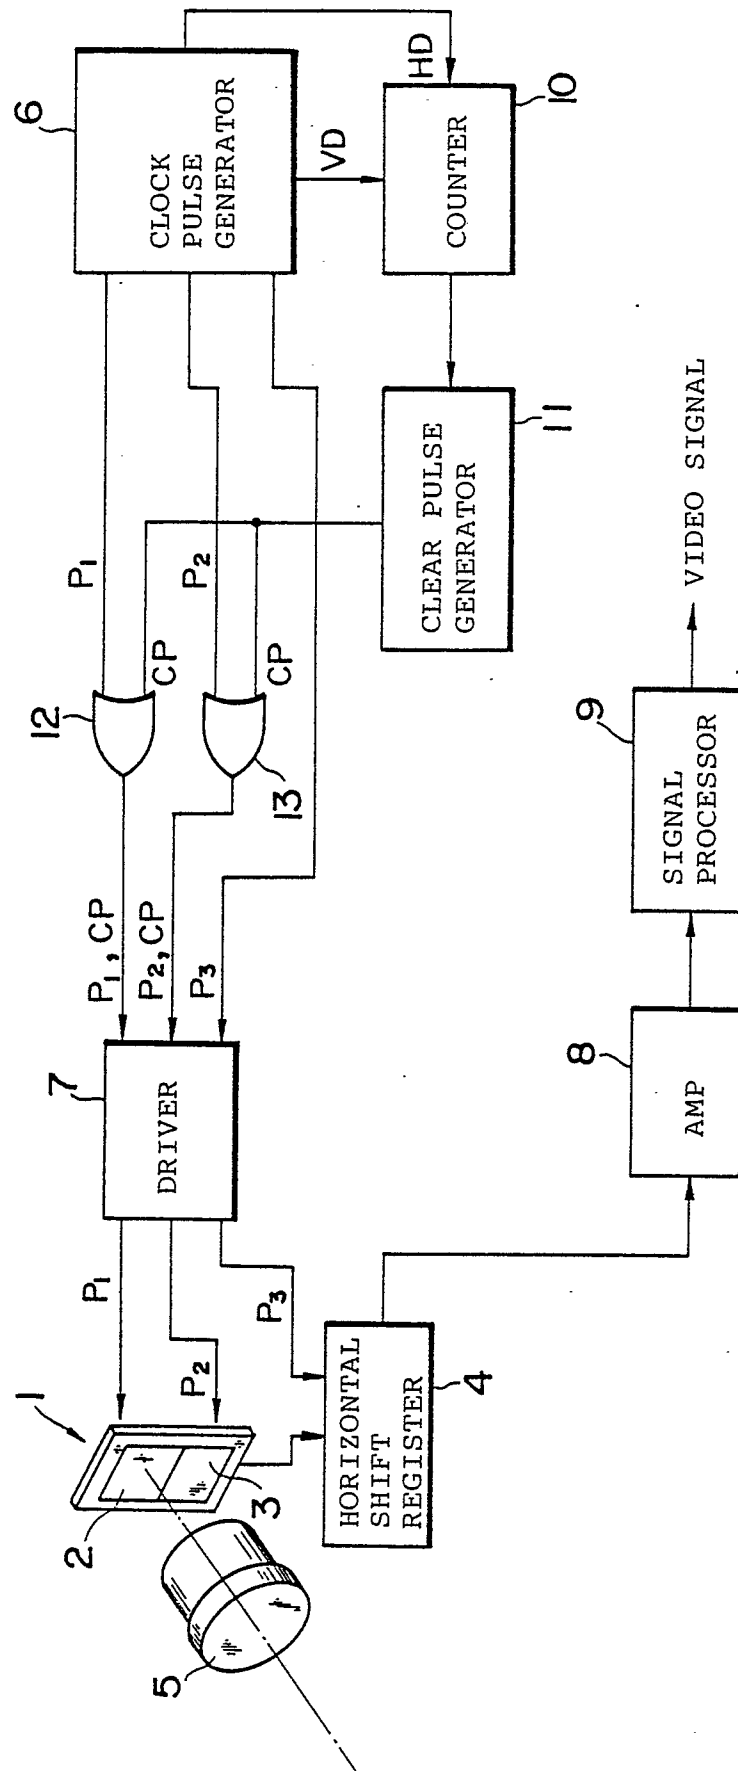 6
CLOCK
PULSE
GENERATOR
HD
VD
10
COUNTER
11
CLEAR PULSE
GENERATOR
P1
P2
CP
CP
12
13
P1, CP
P2, CP
P3
7
DRIVER
P1
P2
P3
1
2
3
5
4
HORIZONTAL
SHIFT
REGISTER
8
AMP
9
SIGNAL
PROCESSOR
VIDEO SIGNAL